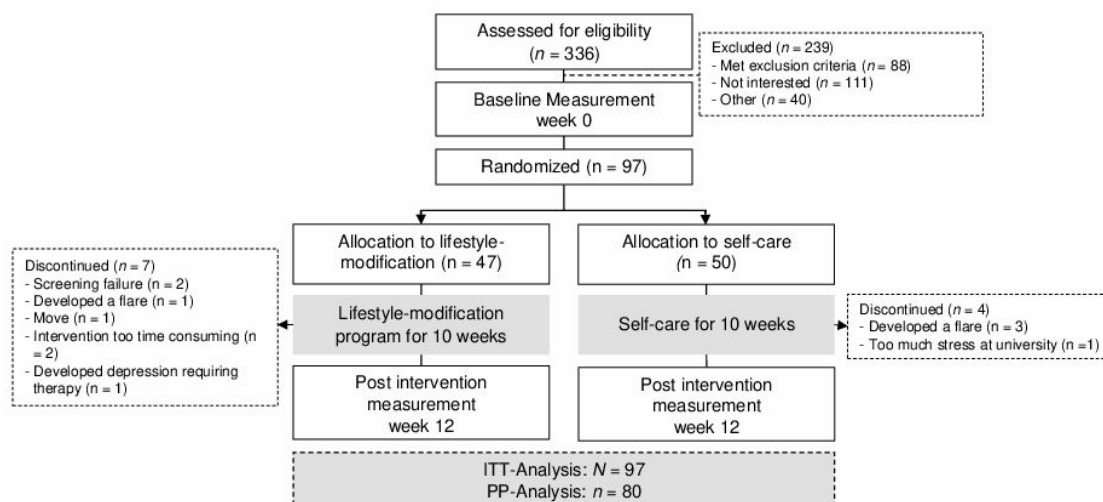 Assessed for eligibility
(n = 336)
Excluded (n = 239)
- Met exclusion criteria (n = 88)
- Not interested (n = 111)
- Other (n = 40)
Baseline Measurement
week 0
Randomized (n = 97)
Allocation to lifestyle-
modification (n = 47)
Allocation to self-care
(n = 50)
Discontinued (n = 7)
- Screening failure (n = 2)
- Developed a flare (n = 1)
- Move (n = 1)
- Intervention too time consuming (n
= 2)
- Developed depression requiring
therapy (n = 1)
Lifestyle-modification
program for 10 weeks
Self-care for 10 weeks
Discontinued (n = 4)
- Developed a flare (n = 3)
- Too much stress at university (n =1)
Post intervention
measurement
week 12
Post intervention
measurement
week 12
ITT-Analysis: N = 97
PP-Analysis: n = 80